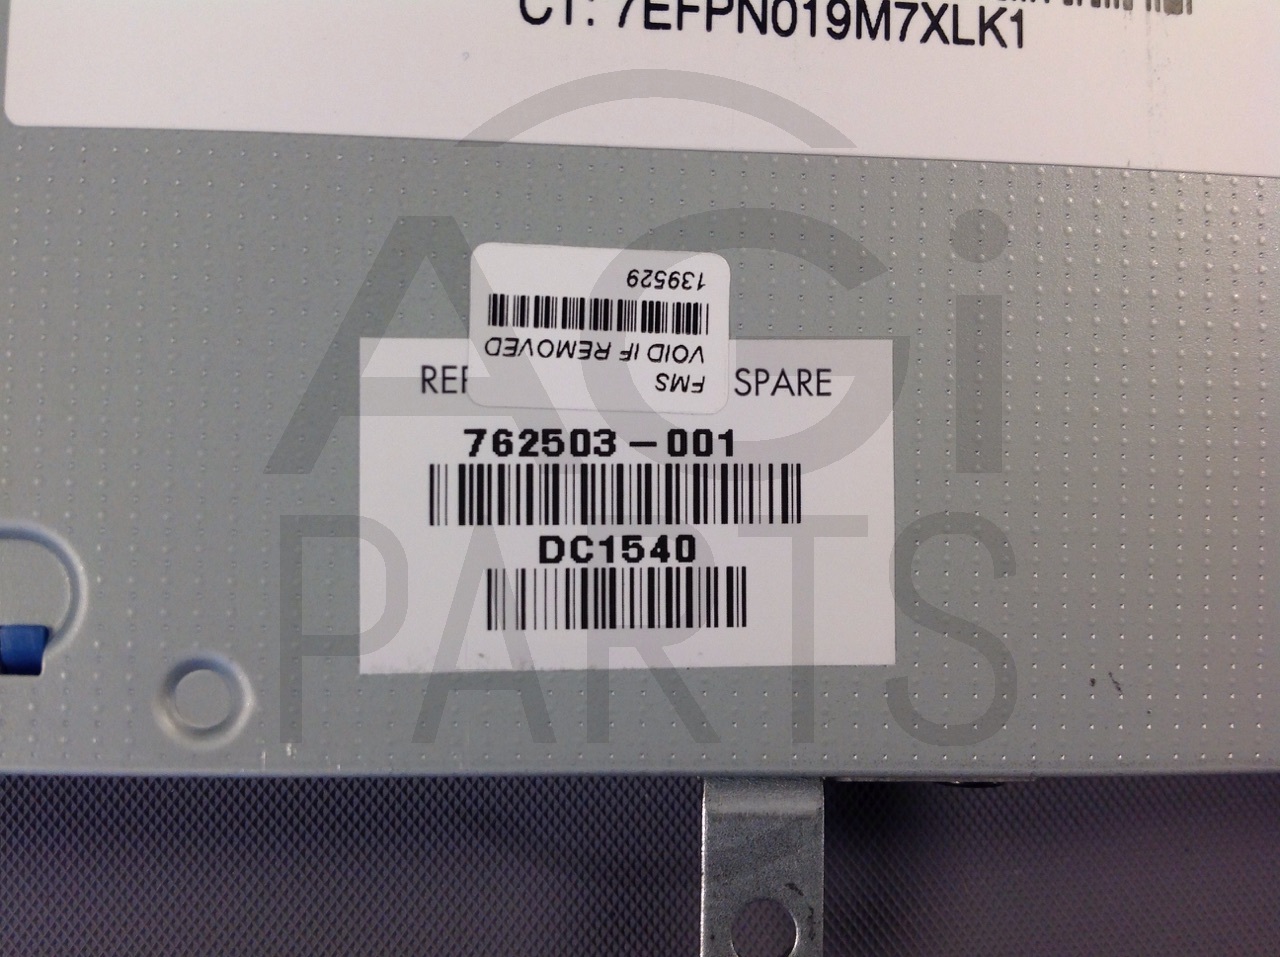 CT: 7EFPN019M7XLK1
139529
VOID IF REMOVED
FMS
REF SPARE
762503-001
DC1540
AGi
PARTS